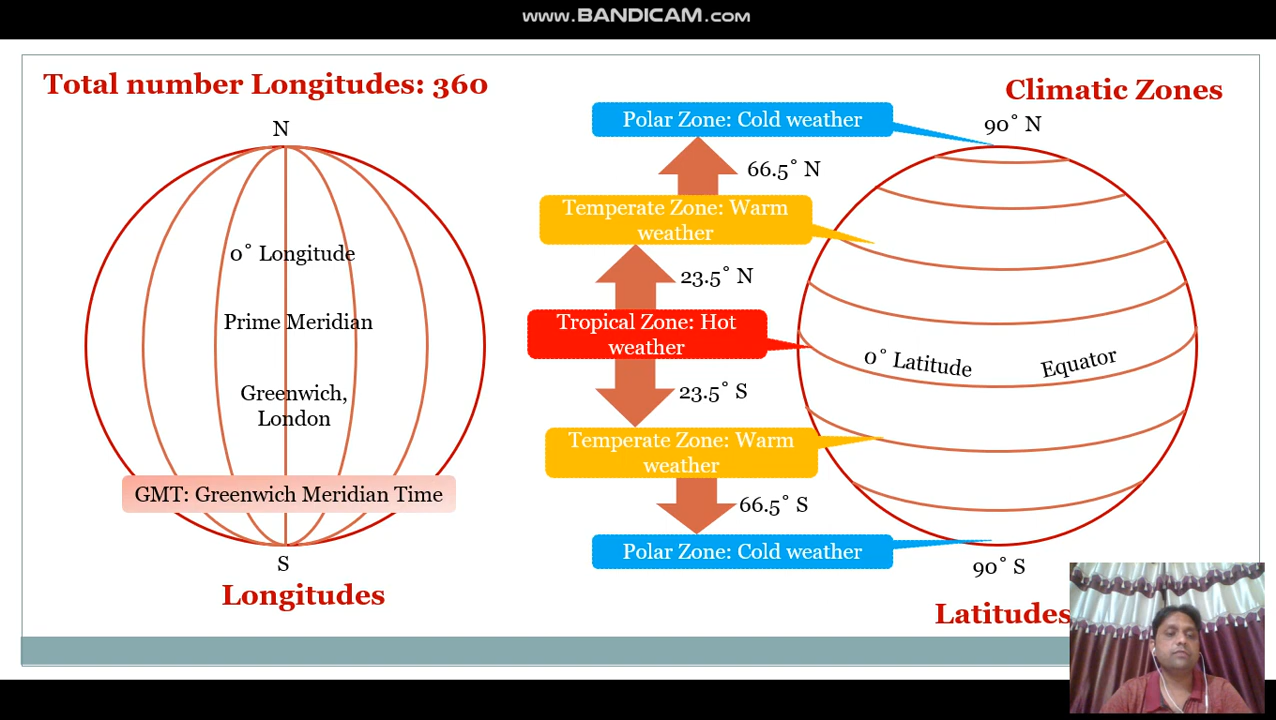 www.BANDICAM.com
Total number Longitudes: 360
N
0° Longitude
Prime Meridian
Greenwich,
London
GMT: Greenwich Meridian Time
S
Longitudes
Climatic Zones
90° N
Polar Zone: Cold weather
66.5° N
Temperate Zone: Warm
weather
23.5° N
Tropical Zone: Hot
weather
0° Latitude
Equator
23.5° S
Temperate Zone: Warm
weather
66.5° S
Polar Zone: Cold weather
90° S
Latitudes